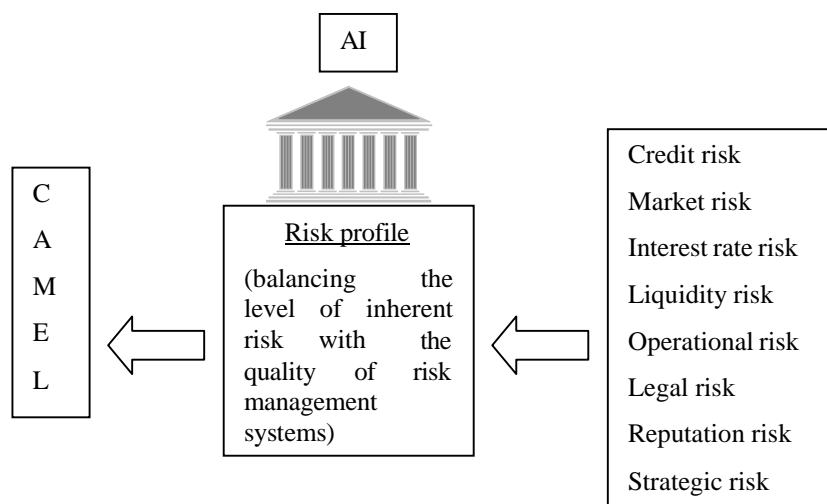 AI
C
A
M
E
L
Risk profile
(balancing the
level of inherent
risk with the
quality of risk
management
systems)
Credit risk
Market risk
Interest rate risk
Liquidity risk
Operational risk
Legal risk
Reputation risk
Strategic risk